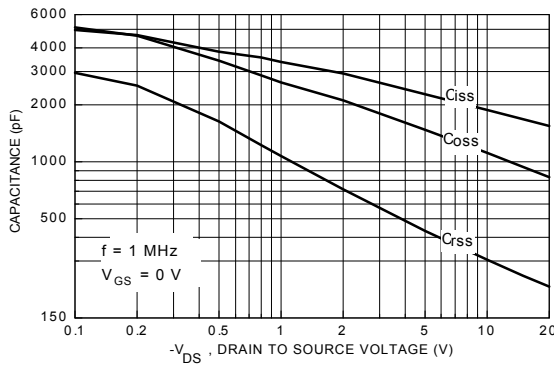 6000
5000
3000
2000
1000
500
150
CAPACITANCE (pF)
Ciss
Coss
Crss
f = 1 MHz
VGS = 0 V
0.1 0.2 0.5 1 2 5 10 20
-VDS , DRAIN TO SOURCE VOLTAGE (V)